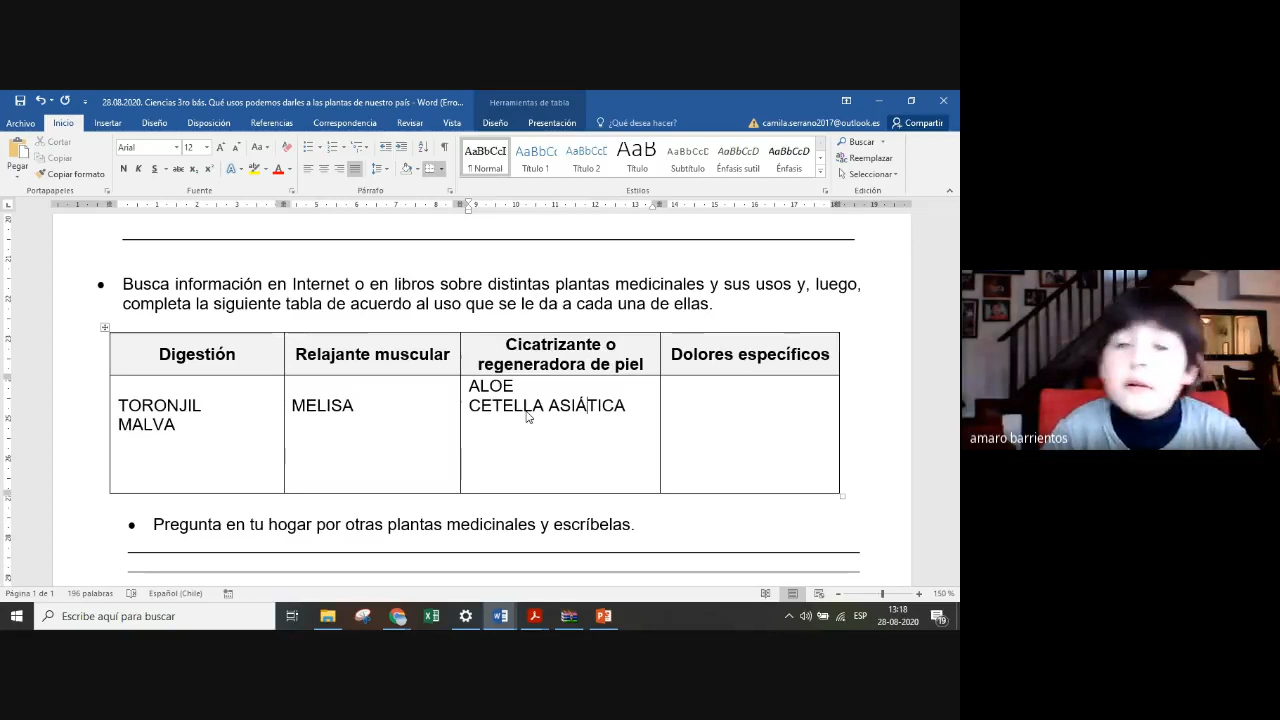 28.08.2020. Ciencias 3ro bás. Qué usos podemos darles a las plantas de nuestro país - Word (Erro...
Herramientas de tabla
Archivo Inicio Insertar Diseño Disposición Referencias Correspondencia Revisar Vista Diseño Presentación ¿Qué desea hacer? camila.serrano2017@outlook.es Compartir
Pegar
Cortar
Copiar
Copiar formato
Portapapeles
Arial 12
N K S abc x₂ x²
Fuente
Párrafo
AaBbCcI AaBbCc AaBbCcE AaB AaBbCcD AaBbCcD AaBbCcD
¶ Normal Título 1 Título 2 Título Subtítulo Énfasis sutil Énfasis
Estilos
Buscar
Reemplazar
Seleccionar
Edición
• Busca información en Internet o en libros sobre distintas plantas medicinales y sus usos y, luego,
completa la siguiente tabla de acuerdo al uso que se le da a cada una de ellas.
Digestión Relajante muscular Cicatrizante o regeneradora de piel Dolores específicos
TORONJIL
MALVA
MELISA
ALOE
CETELLA ASIÁTICA
• Pregunta en tu hogar por otras plantas medicinales y escríbelas.
Página 1 de 1 196 palabras Español (Chile) 150 %
Escribe aquí para buscar
ESP
13:18
28-08-2020
19
amaro barrientos